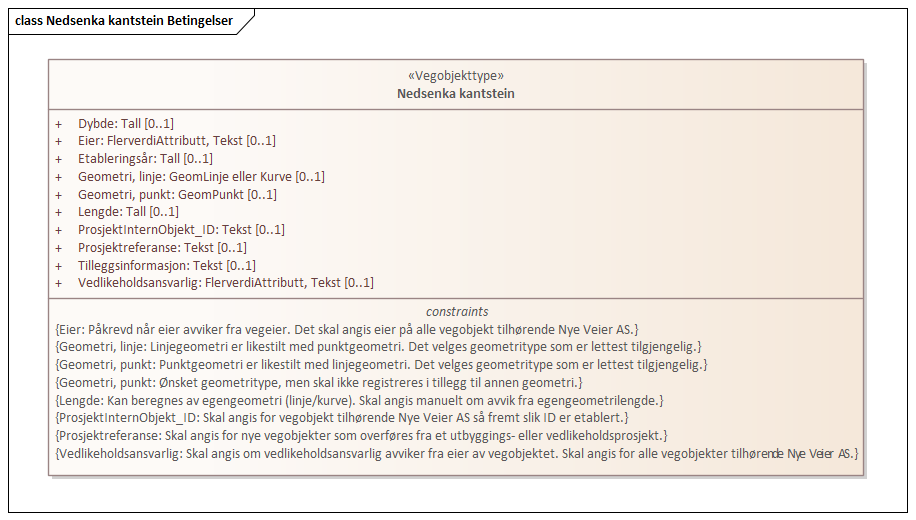 class Nedsenka kantstein Betingelser
«Vegobjekttype»
Nedsenka kantstein
+ Dybde: Tall [0..1]
+ Eier: FlerverdiAttributt, Tekst [0..1]
+ Etableringsår: Tall [0..1]
+ Geometri, linje: GeomLinje eller Kurve [0..1]
+ Geometri, punkt: GeomPunkt [0..1]
+ Lengde: Tall [0..1]
+ ProsjektInternObjekt_ID: Tekst [0..1]
+ Prosjektreferanse: Tekst [0..1]
+ Tilleggsinformasjon: Tekst [0..1]
+ Vedlikeholdsansvarlig: FlerverdiAttributt, Tekst [0..1]
constraints
{Eier: Påkrevd når eier avviker fra vegeier. Det skal angis eier på alle vegobjekt tilhørende Nye Veier AS.}
{Geometri, linje: Linjegeometri er likestilt med punktgeometri. Det velges geometritype som er lettest tilgjengelig.}
{Geometri, punkt: Punktgeometri er likestilt med linjegeometri. Det velges geometritype som er lettest tilgjengelig.}
{Geometri, punkt: Ønsket geometritype, men skal ikke registreres i tillegg til annen geometri.}
{Lengde: Kan beregnes av egengeometri (linje/kurve). Skal angis manuelt om avvik fra egengeometrilengde.}
{ProsjektInternObjekt_ID: Skal angis for vegobjekt tilhørende Nye Veier AS så fremt slik ID er etablert.}
{Prosjektreferanse: Skal angis for nye vegobjekter som overføres fra et utbyggings- eller vedlikeholdsprosjekt.}
{Vedlikeholdsansvarlig: Skal angis om vedlikeholdsansvarlig avviker fra eier av vegobjektet. Skal angis for alle vegobjekter tilhørende Nye Veier AS.}